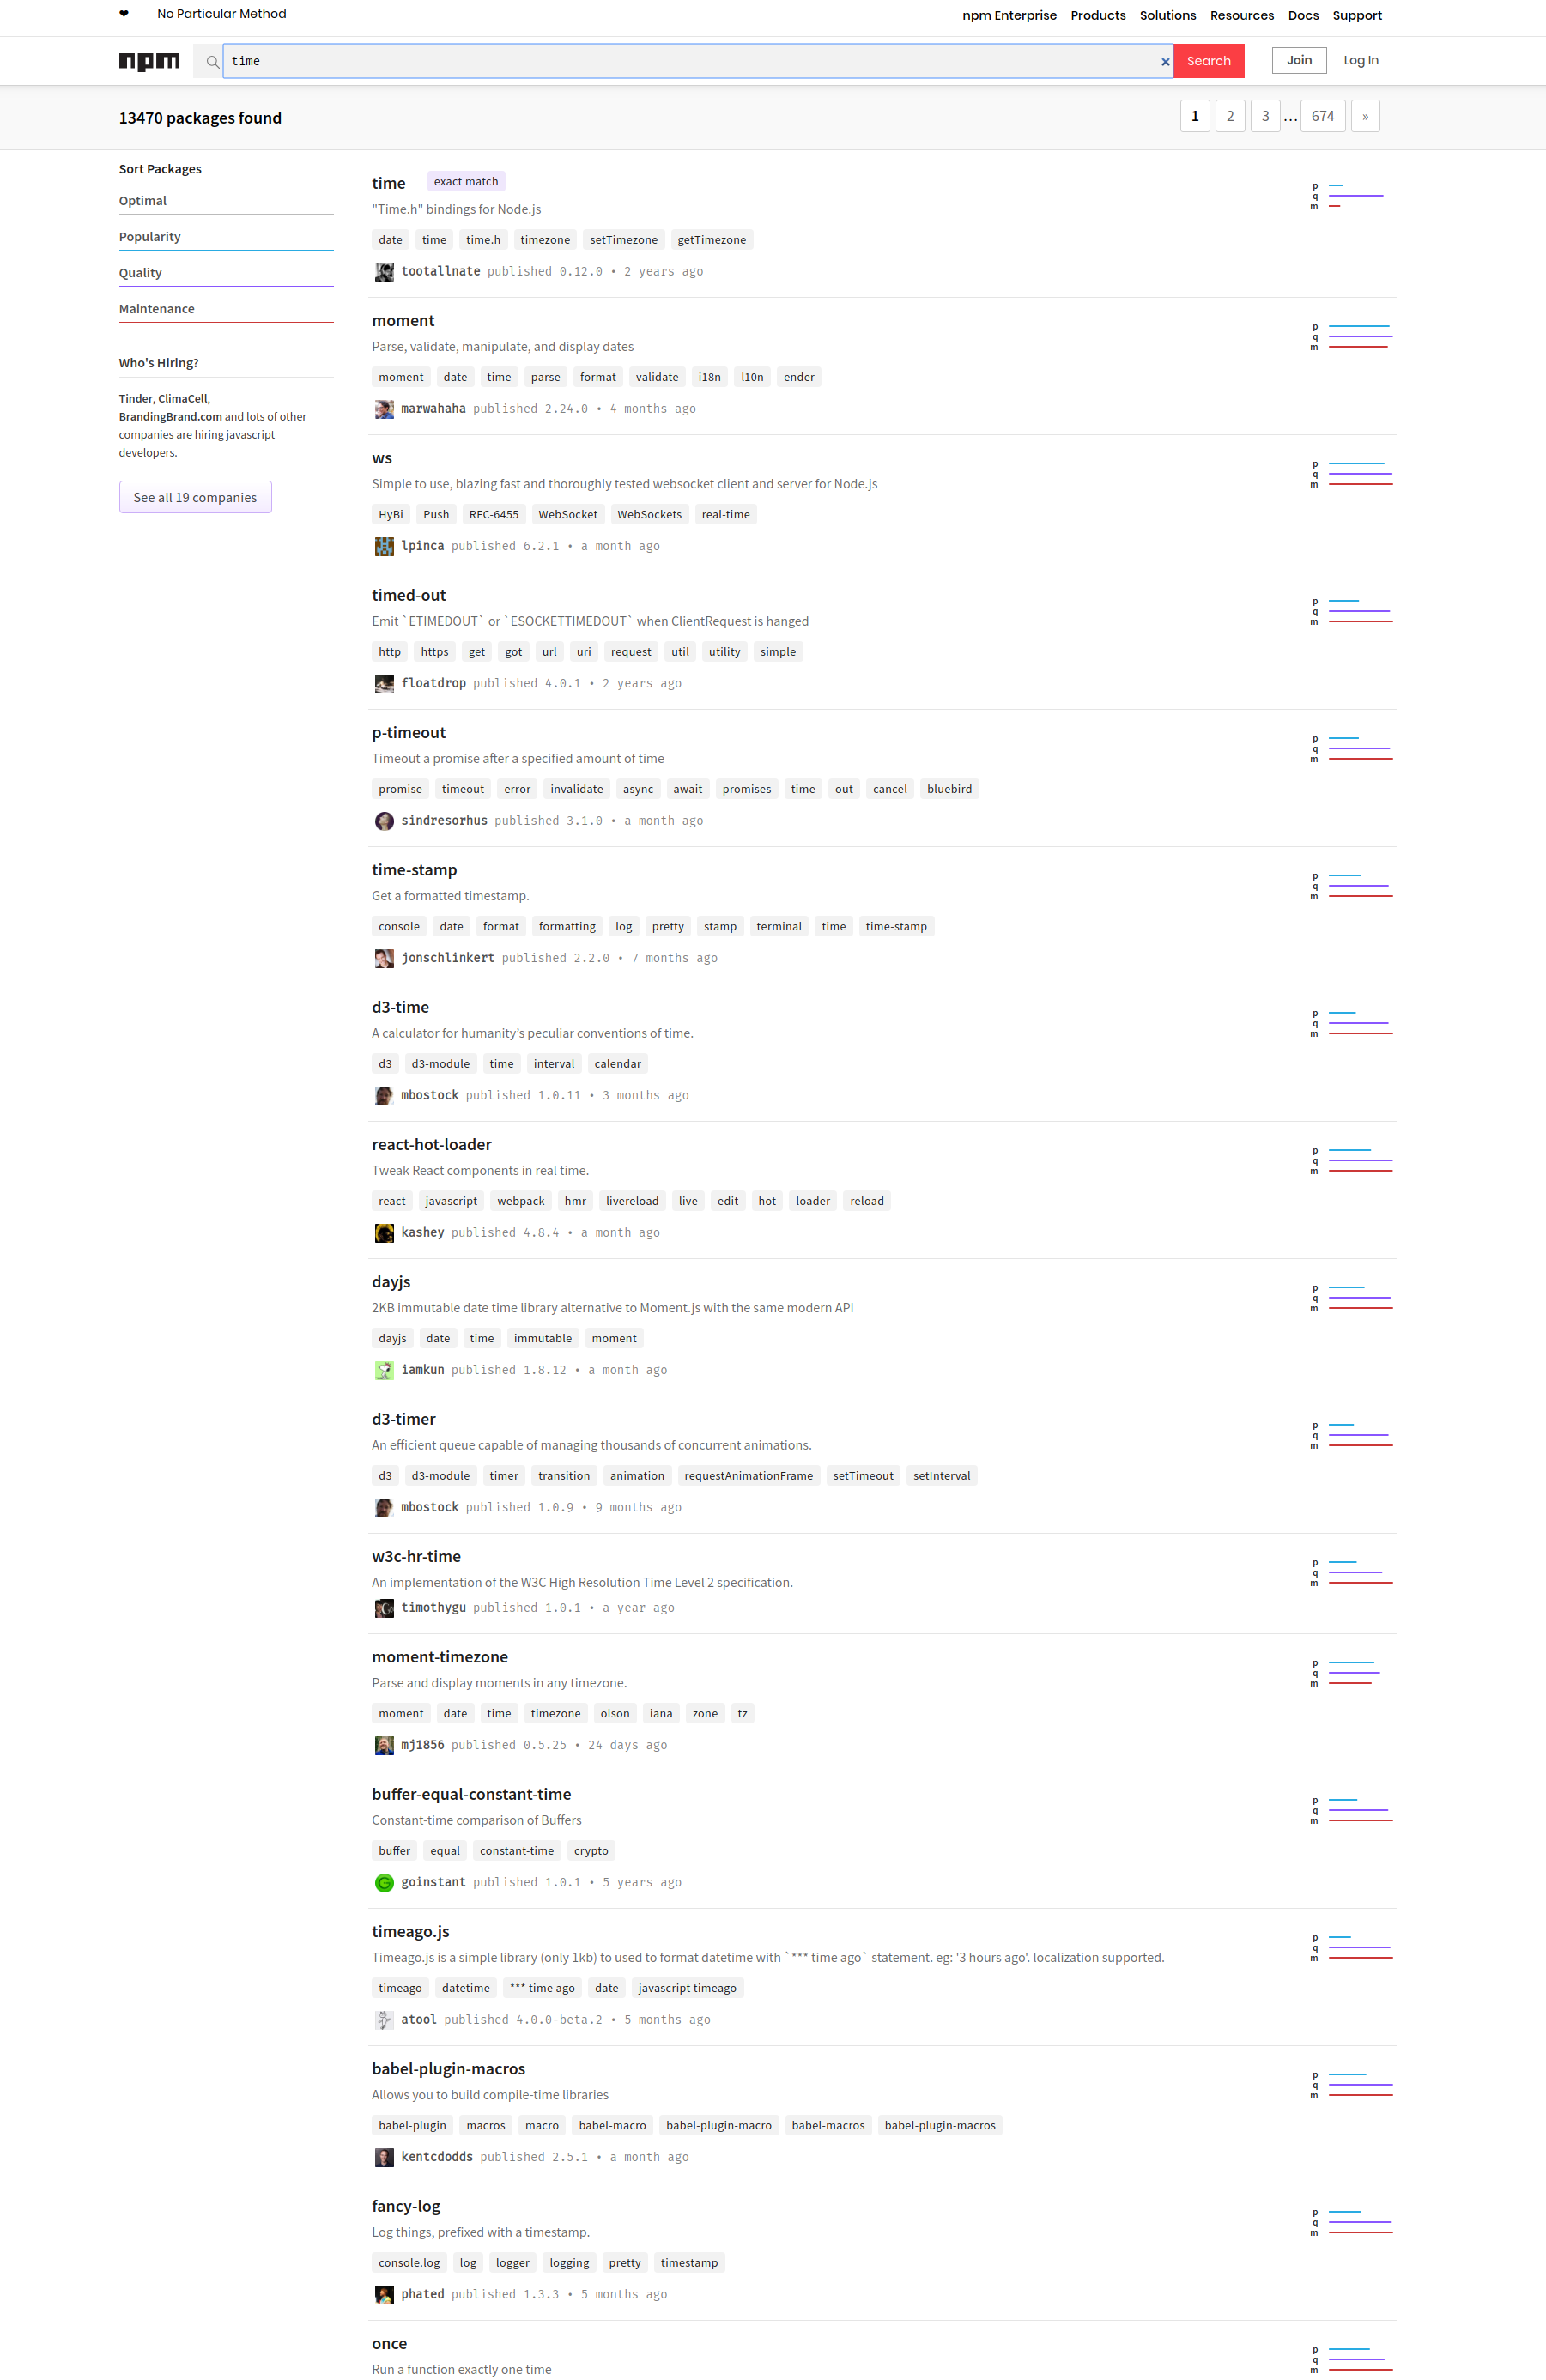 ❤ No Particular Method npm Enterprise Products Solutions Resources Docs Support
npm time × Search Join Log In
13470 packages found 1 2 3 ... 674 »
Sort Packages
Optimal
Popularity
Quality
Maintenance
Who's Hiring?
Tinder, ClimaCell,
BrandingBrand.com and lots of other
companies are hiring javascript
developers.
See all 19 companies
time exact match
"Time.h" bindings for Node.js
date time time.h timezone setTimezone getTimezone
tootallnate published 0.12.0 • 2 years ago
p
q
m
moment
Parse, validate, manipulate, and display dates
moment date time parse format validate i18n l10n ender
marwahaha published 2.24.0 • 4 months ago
p
q
m
ws
Simple to use, blazing fast and thoroughly tested websocket client and server for Node.js
HyBi Push RFC-6455 WebSocket WebSockets real-time
lpinca published 6.2.1 • a month ago
p
q
m
timed-out
Emit `ETIMEDOUT` or `ESOCKETTIMEDOUT` when ClientRequest is hanged
http https get got url uri request util utility simple
floatdrop published 4.0.1 • 2 years ago
p
q
m
p-timeout
Timeout a promise after a specified amount of time
promise timeout error invalidate async await promises time out cancel bluebird
sindresorhus published 3.1.0 • a month ago
p
q
m
time-stamp
Get a formatted timestamp.
console date format formatting log pretty stamp terminal time time-stamp
jonschlinkert published 2.2.0 • 7 months ago
p
q
m
d3-time
A calculator for humanity’s peculiar conventions of time.
d3 d3-module time interval calendar
mbostock published 1.0.11 • 3 months ago
p
q
m
react-hot-loader
Tweak React components in real time.
react javascript webpack hmr livereload live edit hot loader reload
kashey published 4.8.4 • a month ago
p
q
m
dayjs
2KB immutable date time library alternative to Moment.js with the same modern API
dayjs date time immutable moment
iamkun published 1.8.12 • a month ago
p
q
m
d3-timer
An efficient queue capable of managing thousands of concurrent animations.
d3 d3-module timer transition animation requestAnimationFrame setTimeout setInterval
mbostock published 1.0.9 • 9 months ago
p
q
m
w3c-hr-time
An implementation of the W3C High Resolution Time Level 2 specification.
timothygu published 1.0.1 • a year ago
p
q
m
moment-timezone
Parse and display moments in any timezone.
moment date time timezone olson iana zone tz
mj1856 published 0.5.25 • 24 days ago
p
q
m
buffer-equal-constant-time
Constant-time comparison of Buffers
buffer equal constant-time crypto
goinstant published 1.0.1 • 5 years ago
p
q
m
timeago.js
Timeago.js is a simple library (only 1kb) to used to format datetime with `*** time ago` statement. eg: '3 hours ago'. localization supported.
timeago datetime *** time ago date javascript timeago
atool published 4.0.0-beta.2 • 5 months ago
p
q
m
babel-plugin-macros
Allows you to build compile-time libraries
babel-plugin macros macro babel-macro babel-plugin-macro babel-macros babel-plugin-macros
kentcdodds published 2.5.1 • a month ago
p
q
m
fancy-log
Log things, prefixed with a timestamp.
console.log log logger logging pretty timestamp
phated published 1.3.3 • 5 months ago
p
q
m
once
Run a function exactly one time
p
q
m